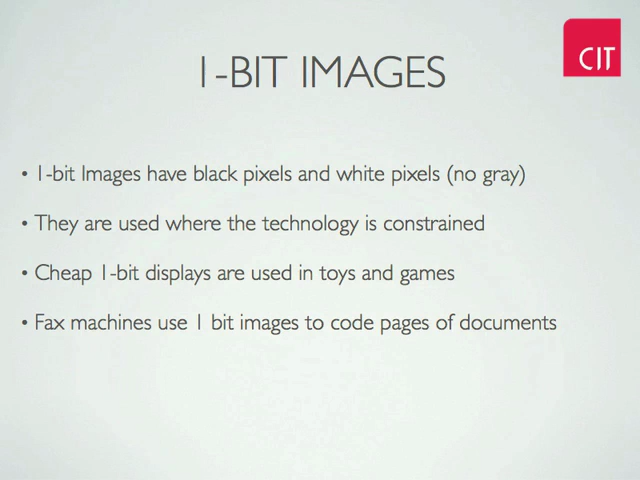 CIT
1-BIT IMAGES
• 1-bit Images have black pixels and white pixels (no gray)
• They are used where the technology is constrained
• Cheap 1-bit displays are used in toys and games
• Fax machines use 1 bit images to code pages of documents